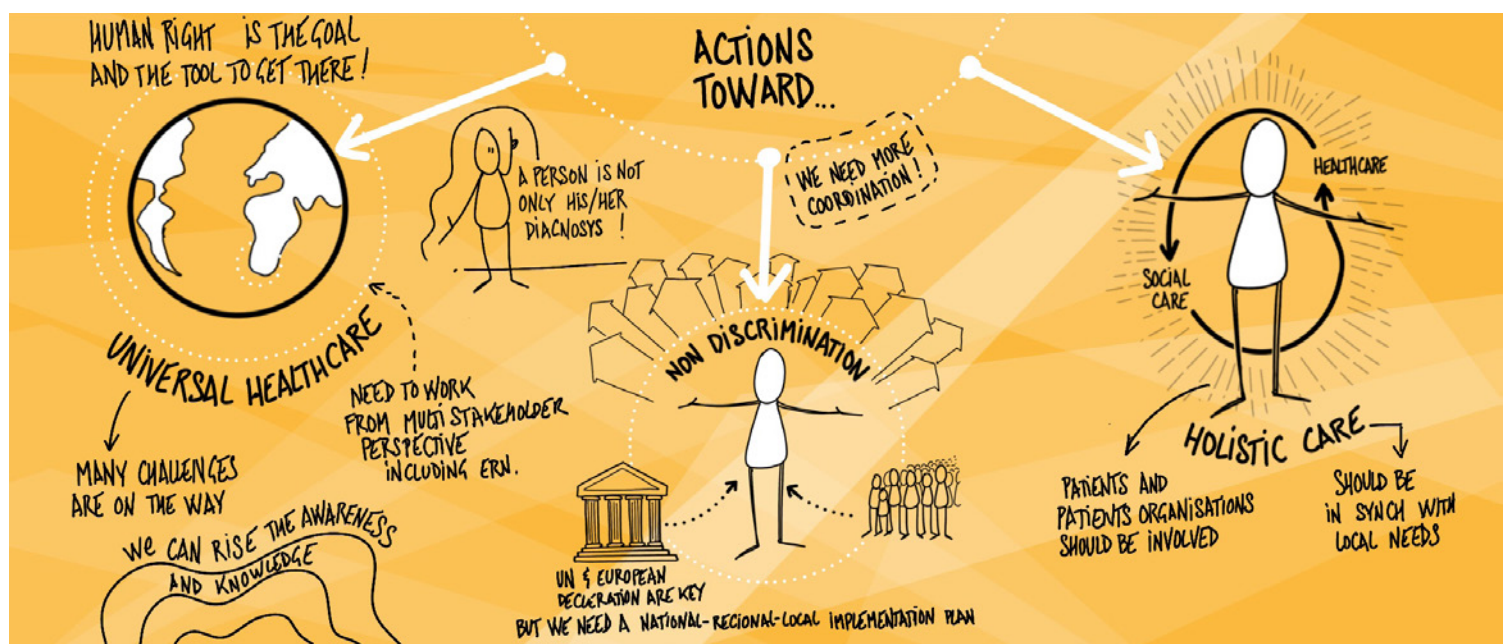 HUMAN RIGHT IS THE GOAL
AND THE TOOL TO GET THERE!
ACTIONS
TOWARD...
A PERSON IS NOT
ONLY HIS/HER
DIAGNOSYS !
WE NEED MORE
COORDINATION!
HEALTHCARE
SOCIAL
CARE
UNIVERSAL HEALTHCARE
NON DISCRIMINATION
HOLISTIC CARE
NEED TO WORK
FROM MULTI STAKEHOLDER
PERSPECTIVE
INCLUDING ERN.
MANY CHALLENGES
ARE ON THE WAY
WE CAN RISE THE AWARENESS
AND KNOWLEDGE
UN & EUROPEAN
DECLERATION ARE KEY
BUT WE NEED A NATIONAL-REGIONAL-LOCAL IMPLEMENTATION PLAN
PATIENTS AND
PATIENTS ORGANISATIONS
SHOULD BE INVOLVED
SHOULD BE
IN SYNCH WITH
LOCAL NEEDS